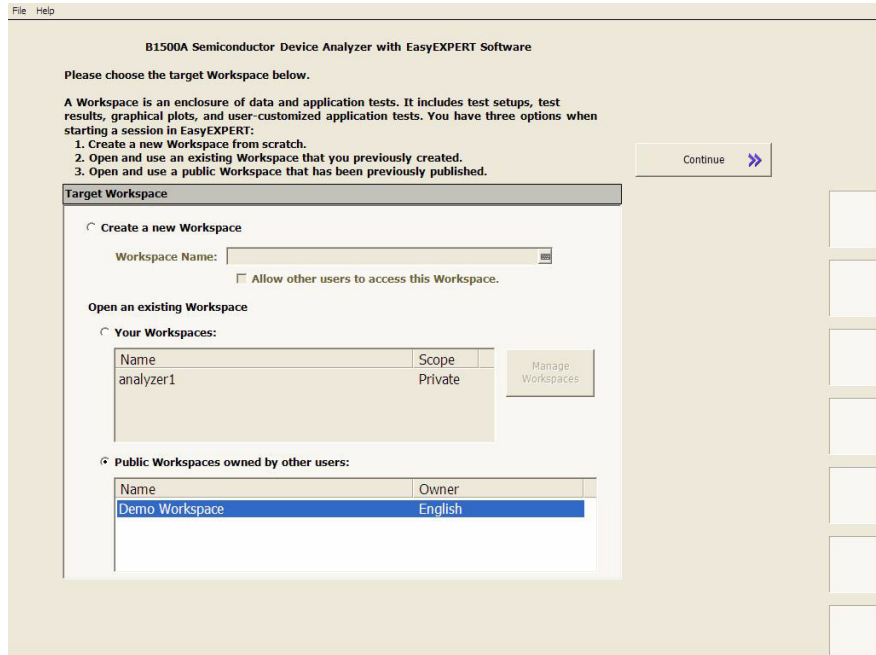 File Help
B1500A Semiconductor Device Analyzer with EasyEXPERT Software
Please choose the target Workspace below.
A Workspace is an enclosure of data and application tests. It includes test setups, test
results, graphical plots, and user-customized application tests. You have three options when
starting a session in EasyEXPERT:
1. Create a new Workspace from scratch.
2. Open and use an existing Workspace that you previously created.
3. Open and use a public Workspace that has been previously published.
Continue
Target Workspace
Create a new Workspace
Workspace Name:
Allow other users to access this Workspace.
Open an existing Workspace
Your Workspaces:
Name Scope
analyzer1 Private
Manage
Workspaces
Public Workspaces owned by other users:
Name Owner
Demo Workspace English